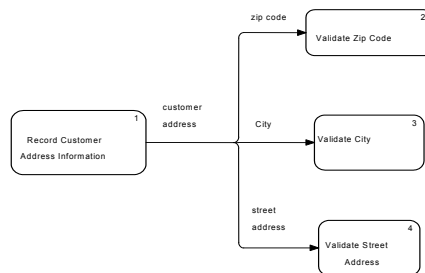 zip code
2
Validate Zip Code
1
customer
address
Record Customer
Address Information
City
3
Validate City
street
address
4
Validate Street
Address